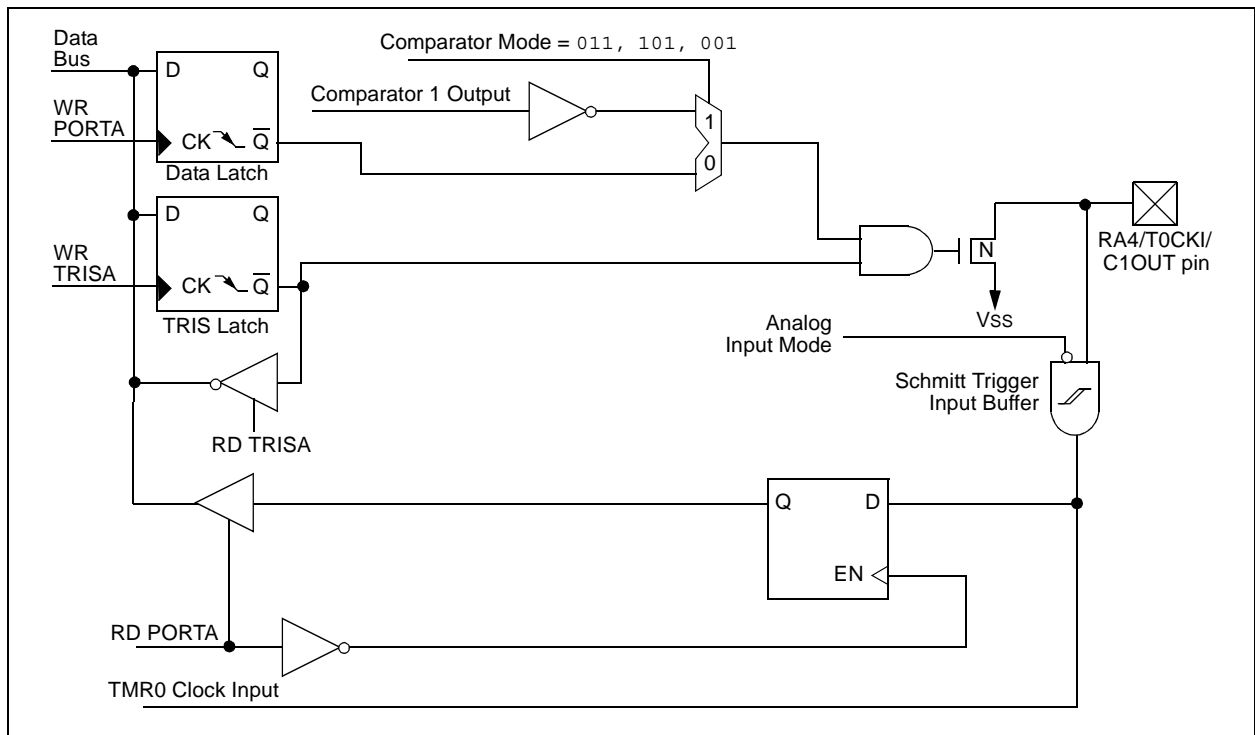 Data
Bus
Comparator Mode = 011, 101, 001
D Q
Comparator 1 Output
WR
PORTA
1
CK Q̅
0
Data Latch
D Q
N
RA4/T0CKI/
C1OUT pin
WR
TRISA
CK Q̅
VSS
TRIS Latch
Analog
Input Mode
Schmitt Trigger
Input Buffer
RD TRISA
Q D
EN
RD PORTA
TMR0 Clock Input